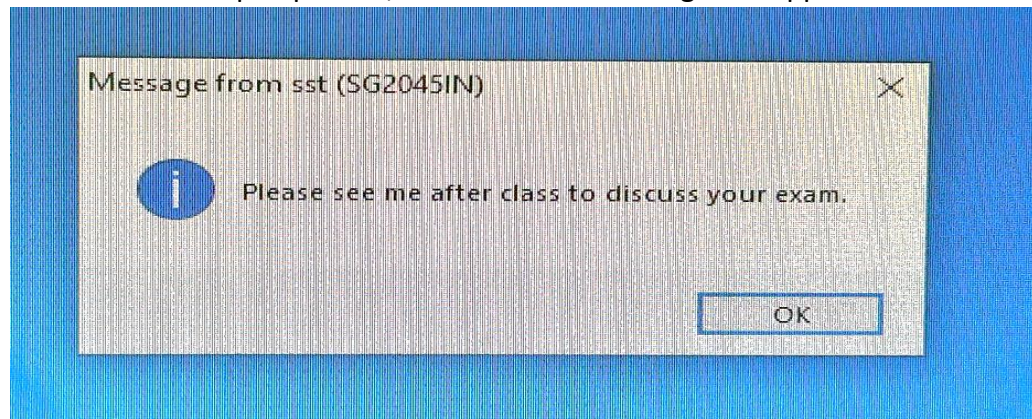 Message from sst (SG2045IN)
Please see me after class to discuss your exam.
OK